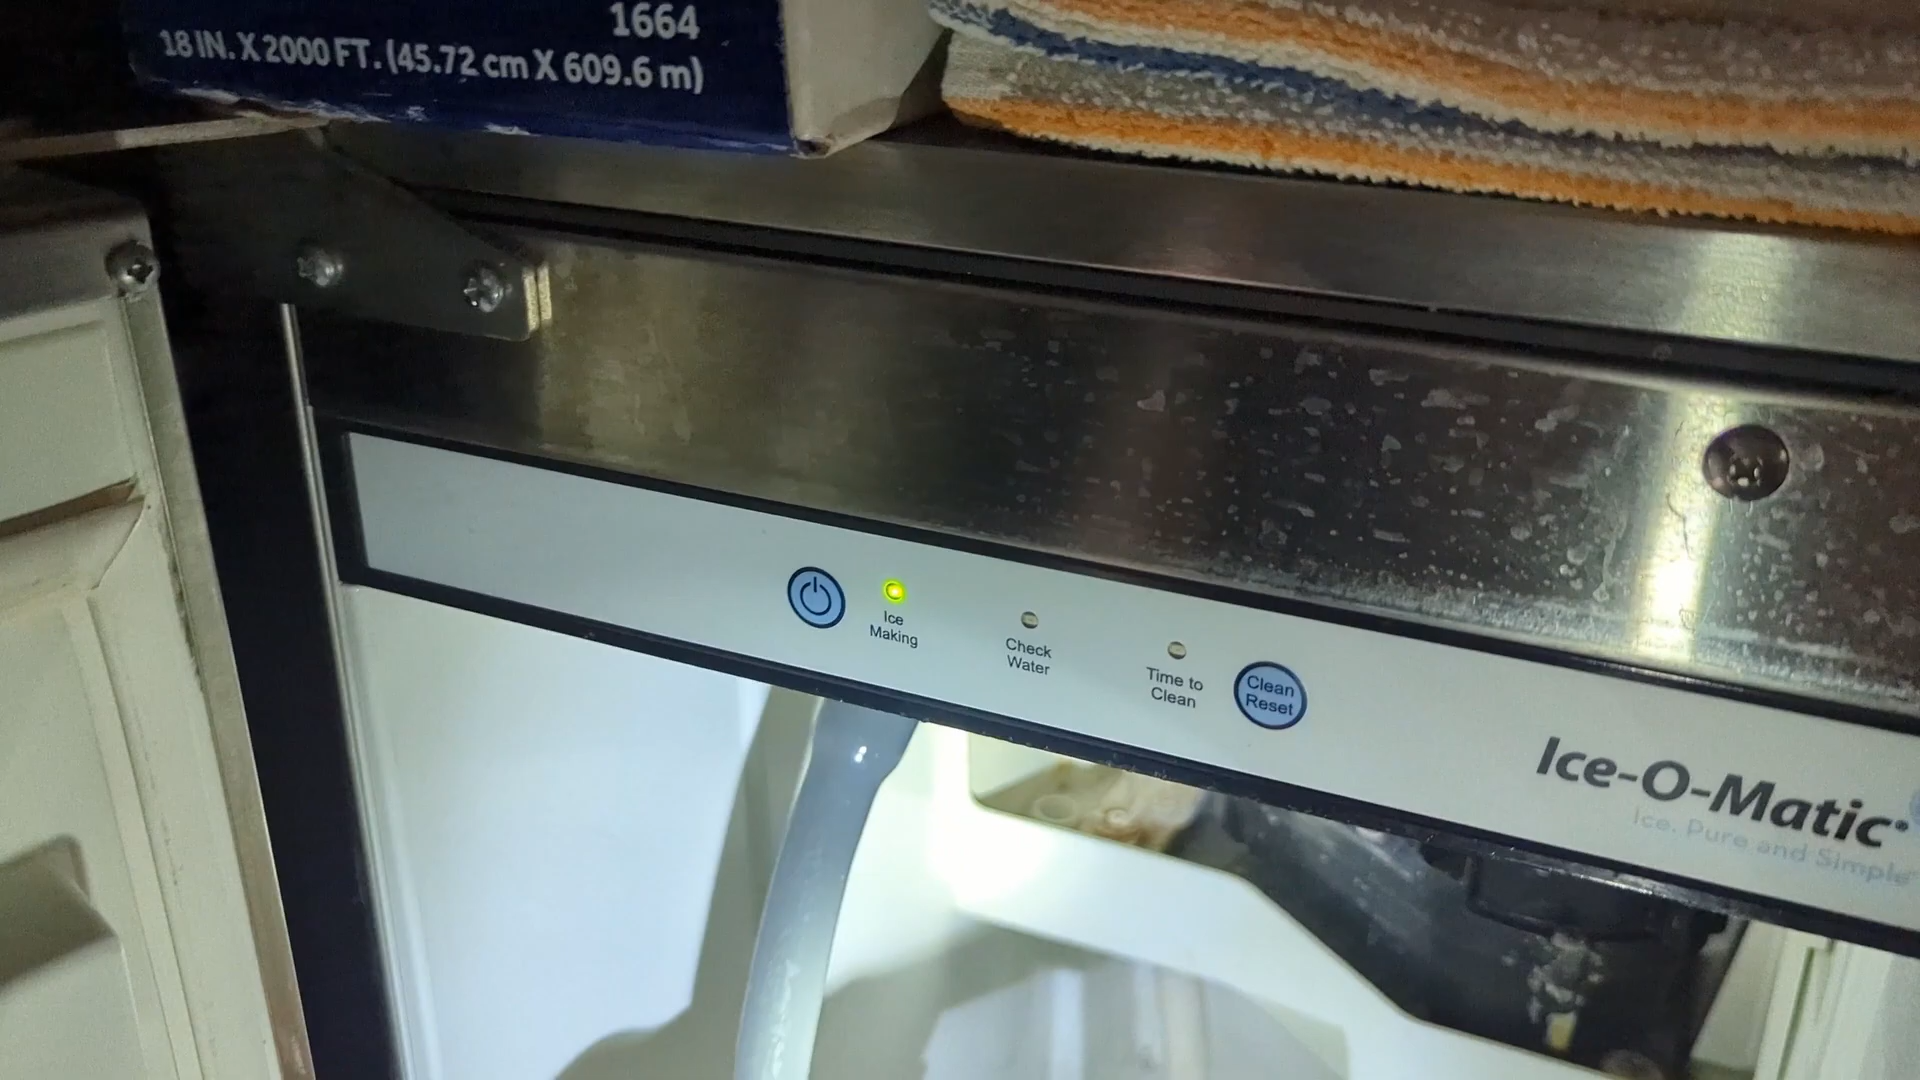 1664
18 IN. X 2000 FT. (45.72 cm X 609.6 m)
Ice
Making
Check
Water
Time to
Clean
Clean
Reset
Ice-O-Matic
Ice. Pure and Simple